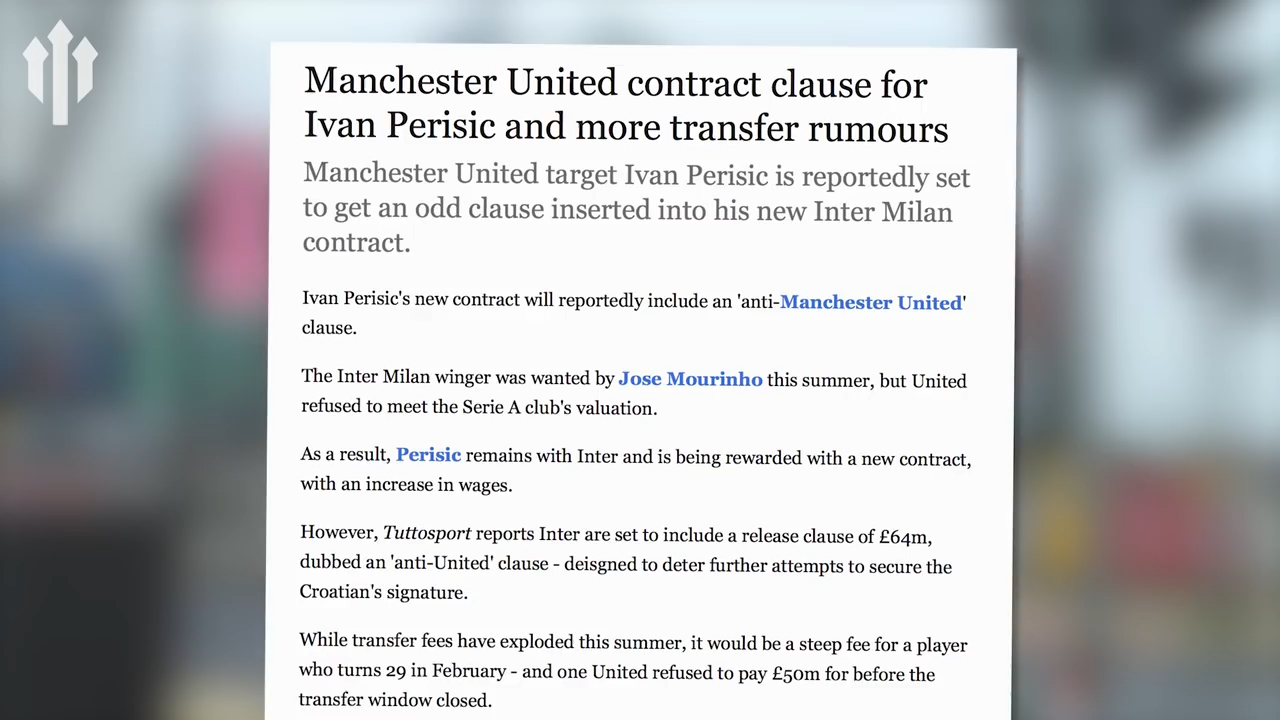 Manchester United contract clause for
Ivan Perisic and more transfer rumours
Manchester United target Ivan Perisic is reportedly set
to get an odd clause inserted into his new Inter Milan
contract.
Ivan Perisic's new contract will reportedly include an 'anti-Manchester United'
clause.
The Inter Milan winger was wanted by Jose Mourinho this summer, but United
refused to meet the Serie A club's valuation.
As a result, Perisic remains with Inter and is being rewarded with a new contract,
with an increase in wages.
However, Tuttosport reports Inter are set to include a release clause of £64m,
dubbed an 'anti-United' clause - deisgned to deter further attempts to secure the
Croatian's signature.
While transfer fees have exploded this summer, it would be a steep fee for a player
who turns 29 in February - and one United refused to pay £50m for before the
transfer window closed.